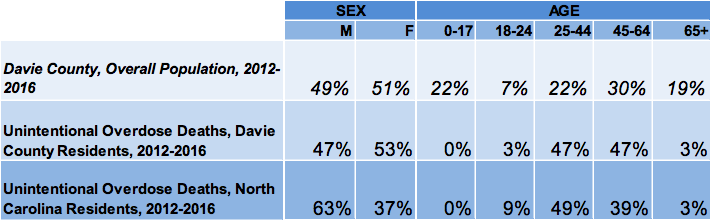 SEX AGE
M F 0-17 18-24 25-44 45-64 65+
Davie County, Overall Population, 2012-
2016 49% 51% 22% 7% 22% 30% 19%
Unintentional Overdose Deaths, Davie
County Residents, 2012-2016 47% 53% 0% 3% 47% 47% 3%
Unintentional Overdose Deaths, North
Carolina Residents, 2012-2016 63% 37% 0% 9% 49% 39% 3%